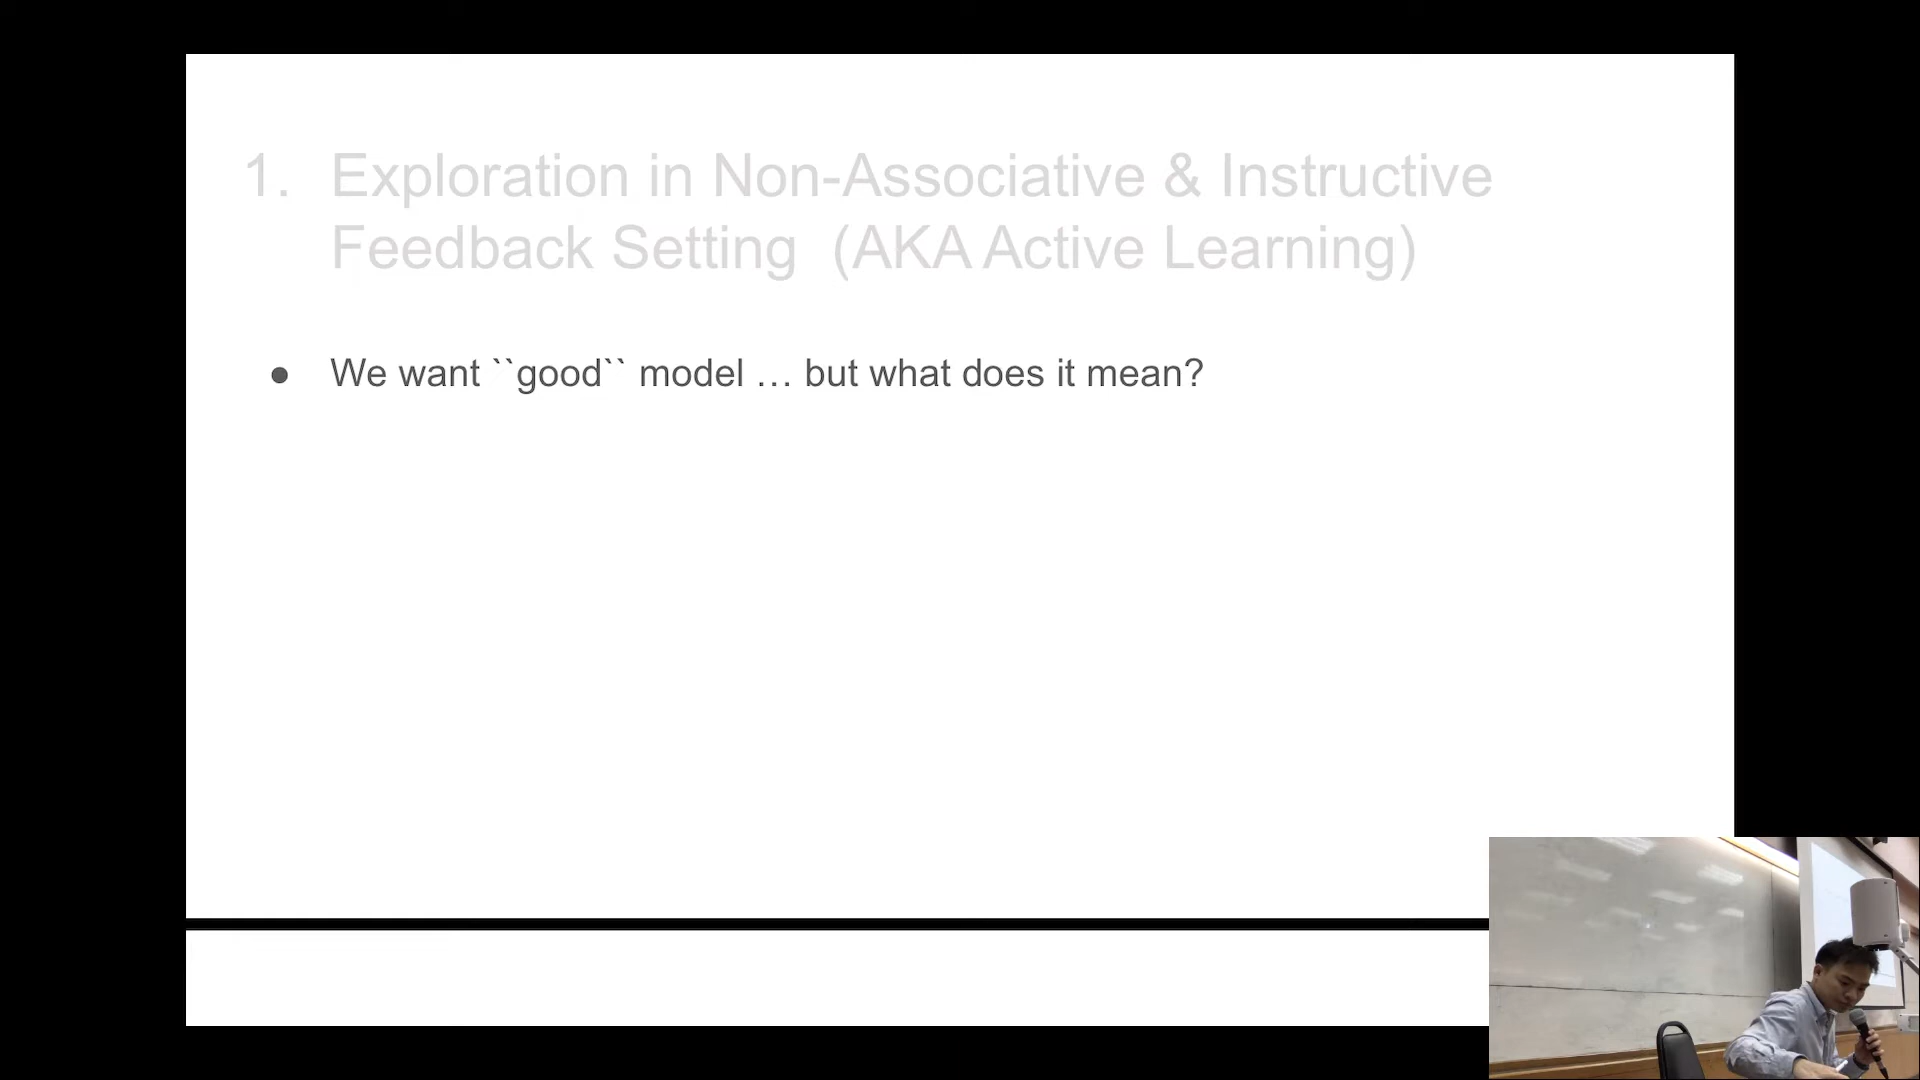 1. Exploration in Non-Associative & Instructive
Feedback Setting (AKA Active Learning)
● We want ``good`` model … but what does it mean?